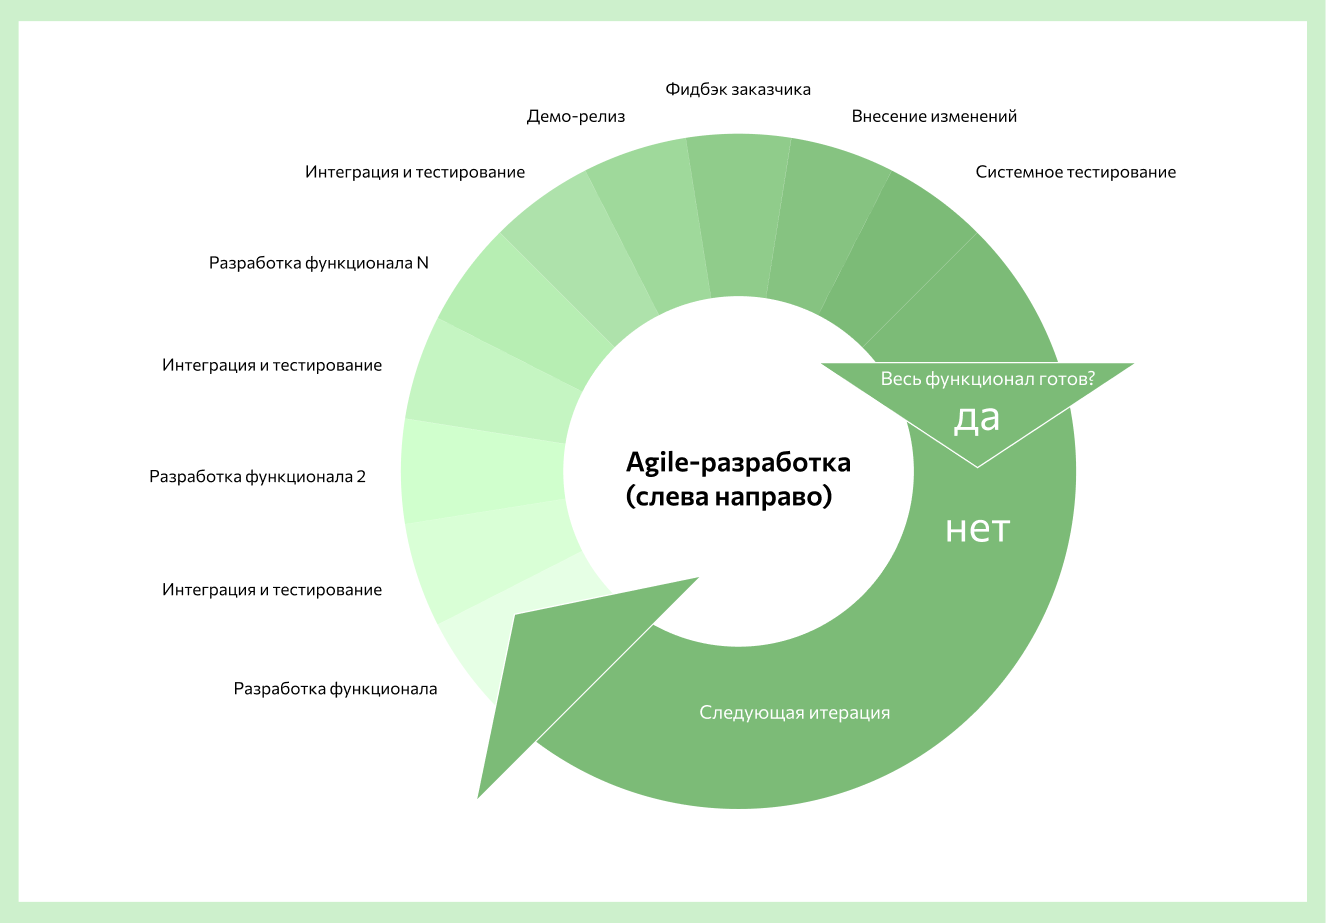 Фидбэк заказчика
Демо-релиз
Внесение изменений
Интеграция и тестирование
Системное тестирование
Разработка функционала N
Интеграция и тестирование
Весь функционал готов?
да
Agile-разработка
(слева направо)
Разработка функционала 2
нет
Интеграция и тестирование
Разработка функционала
Следующая итерация